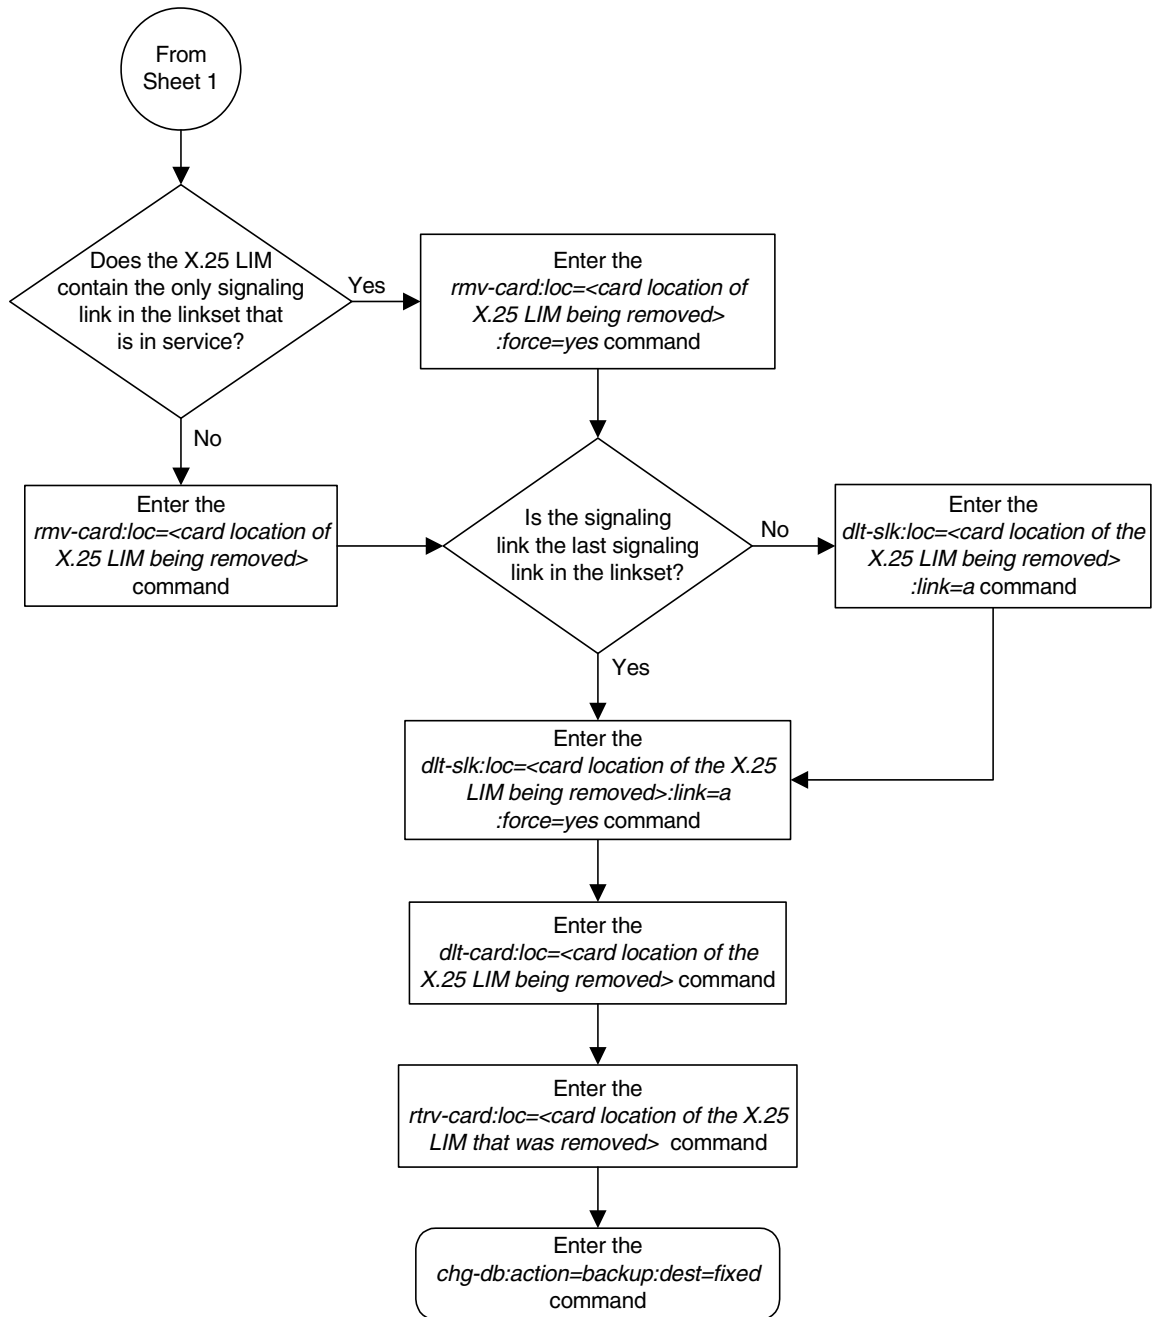 From
Sheet 1
Does the X.25 LIM
contain the only signaling
link in the linkset that
is in service?
Yes
Enter the
rmv-card:loc=<card location of
X.25 LIM being removed>
:force=yes command
No
Enter the
rmv-card:loc=<card location of
X.25 LIM being removed>
command
Is the signaling
link the last signaling
link in the linkset?
No
Enter the
dlt-slk:loc=<card location of the
X.25 LIM being removed>
:link=a command
Yes
Enter the
dlt-slk:loc=<card location of the X.25
LIM being removed>:link=a
:force=yes command
Enter the
dlt-card:loc=<card location of the
X.25 LIM being removed> command
Enter the
rtrv-card:loc=<card location of the X.25
LIM that was removed> command
Enter the
chg-db:action=backup:dest=fixed
command